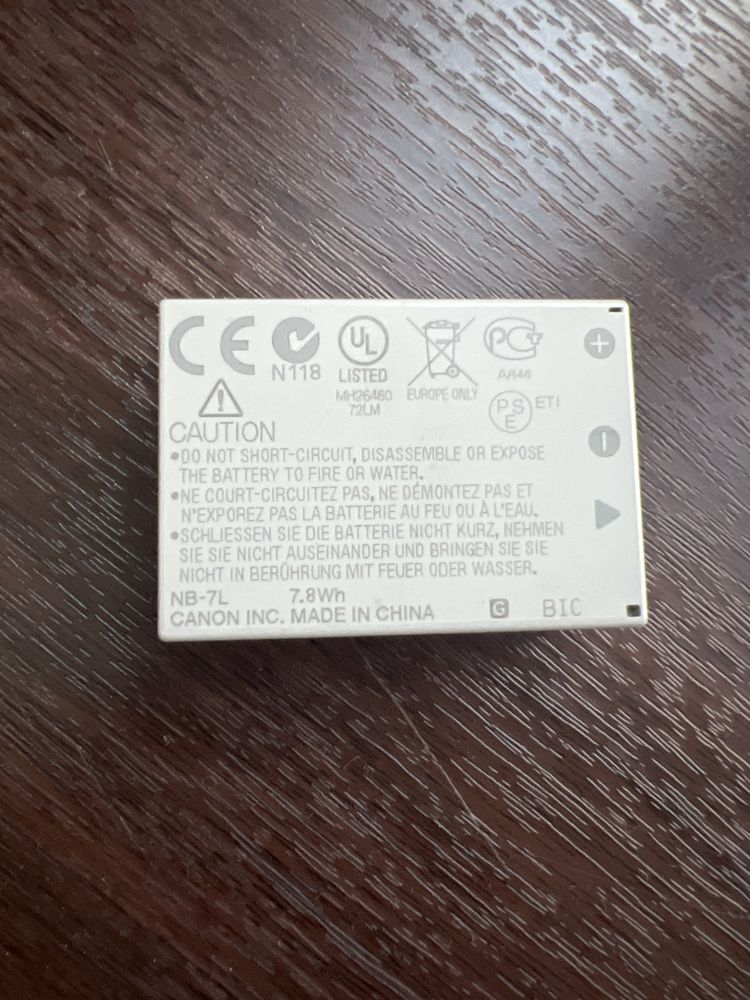 CE N118 UL LISTED EUROPE ONLY AR46
MH26460
72LM
PS E ETI
CAUTION
•DO NOT SHORT-CIRCUIT, DISASSEMBLE OR EXPOSE
THE BATTERY TO FIRE OR WATER.
•NE COURT-CIRCUITEZ PAS, NE DÉMONTEZ PAS ET
N'EXPOREZ PAS LA BATTERIE AU FEU OU À L'EAU.
•SCHLIESSEN SIE DIE BATTERIE NICHT KURZ, NEHMEN
SIE SIE NICHT AUSEINANDER UND BRINGEN SIE SIE
NICHT IN BERÜHRUNG MIT FEUER ODER WASSER.
NB-7L 7.8Wh
CANON INC. MADE IN CHINA G BIC